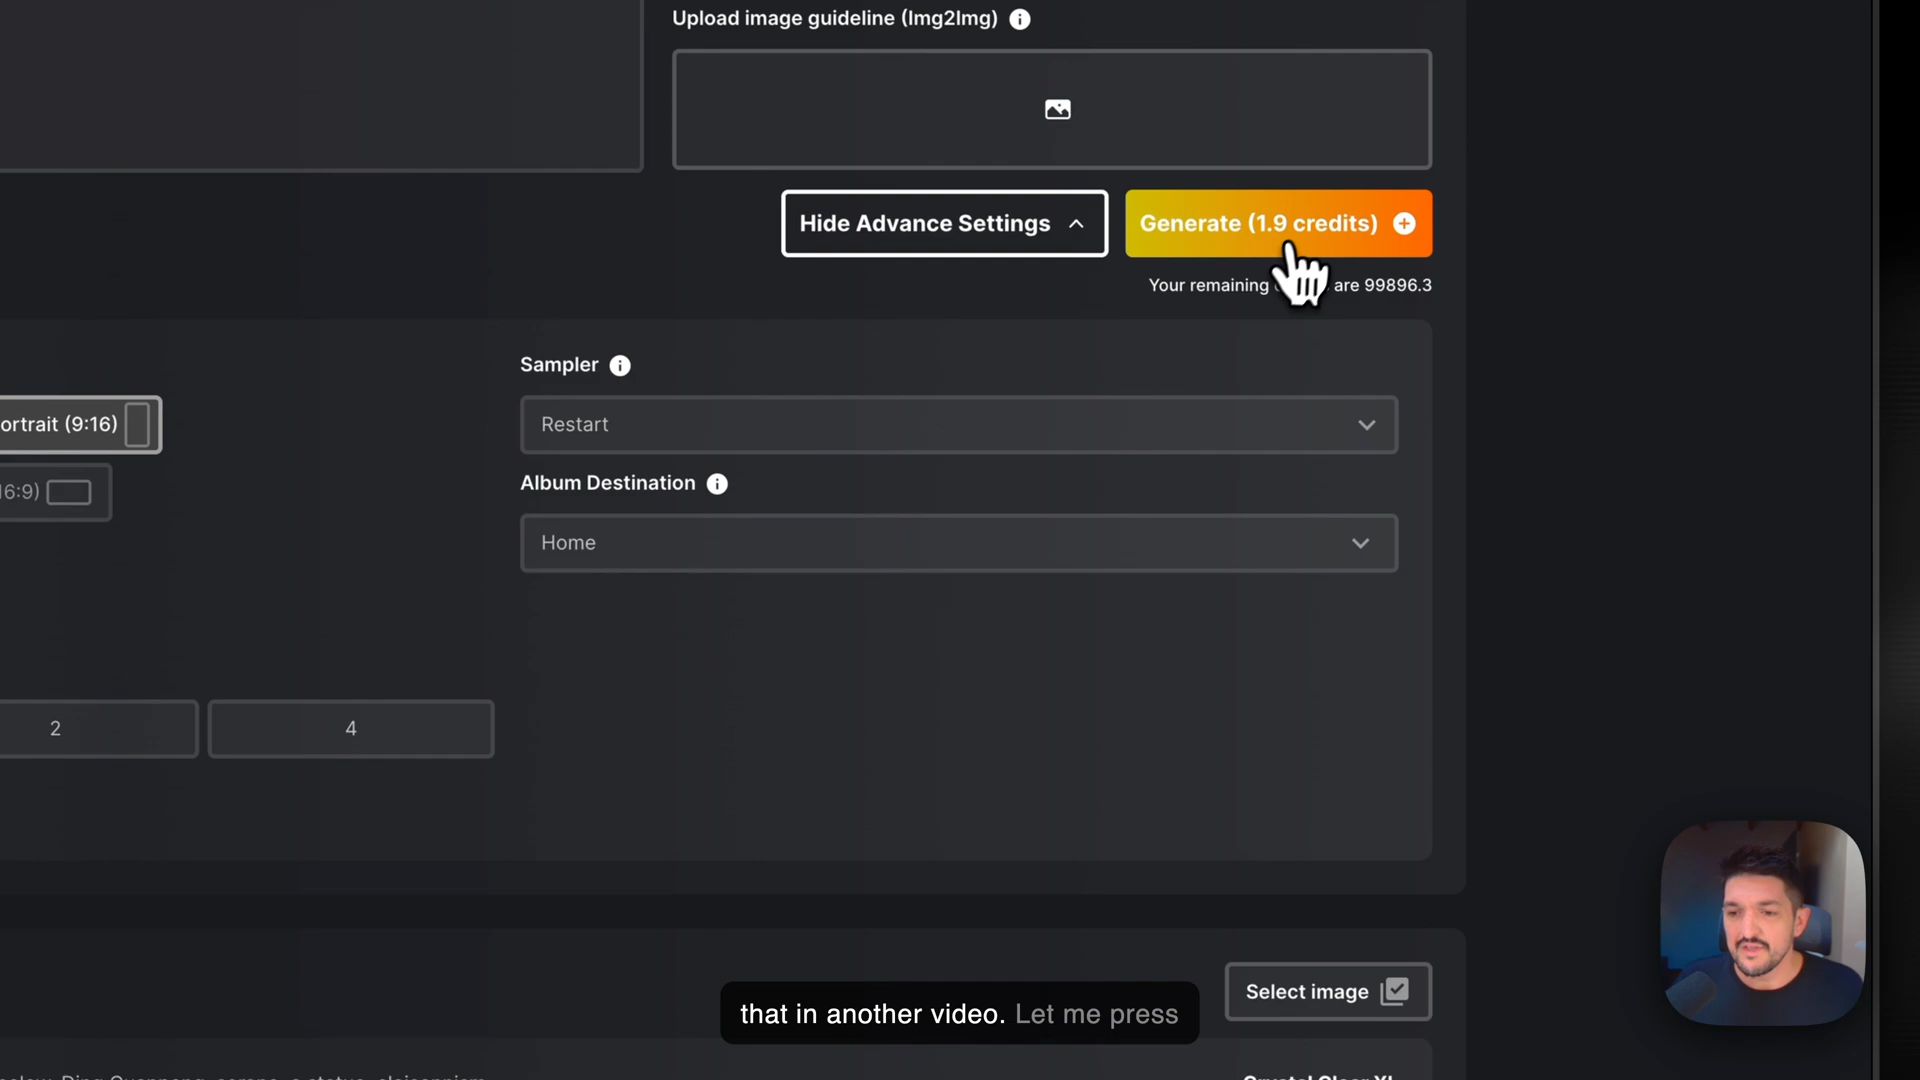 Upload image guideline (Img2Img)
Hide Advance Settings
Generate (1.9 credits)
Your remaining are 99896.3
Sampler
ortrait (9:16)
Restart
Album Destination
16:9)
Home
2
4
Select image
that in another video. Let me press